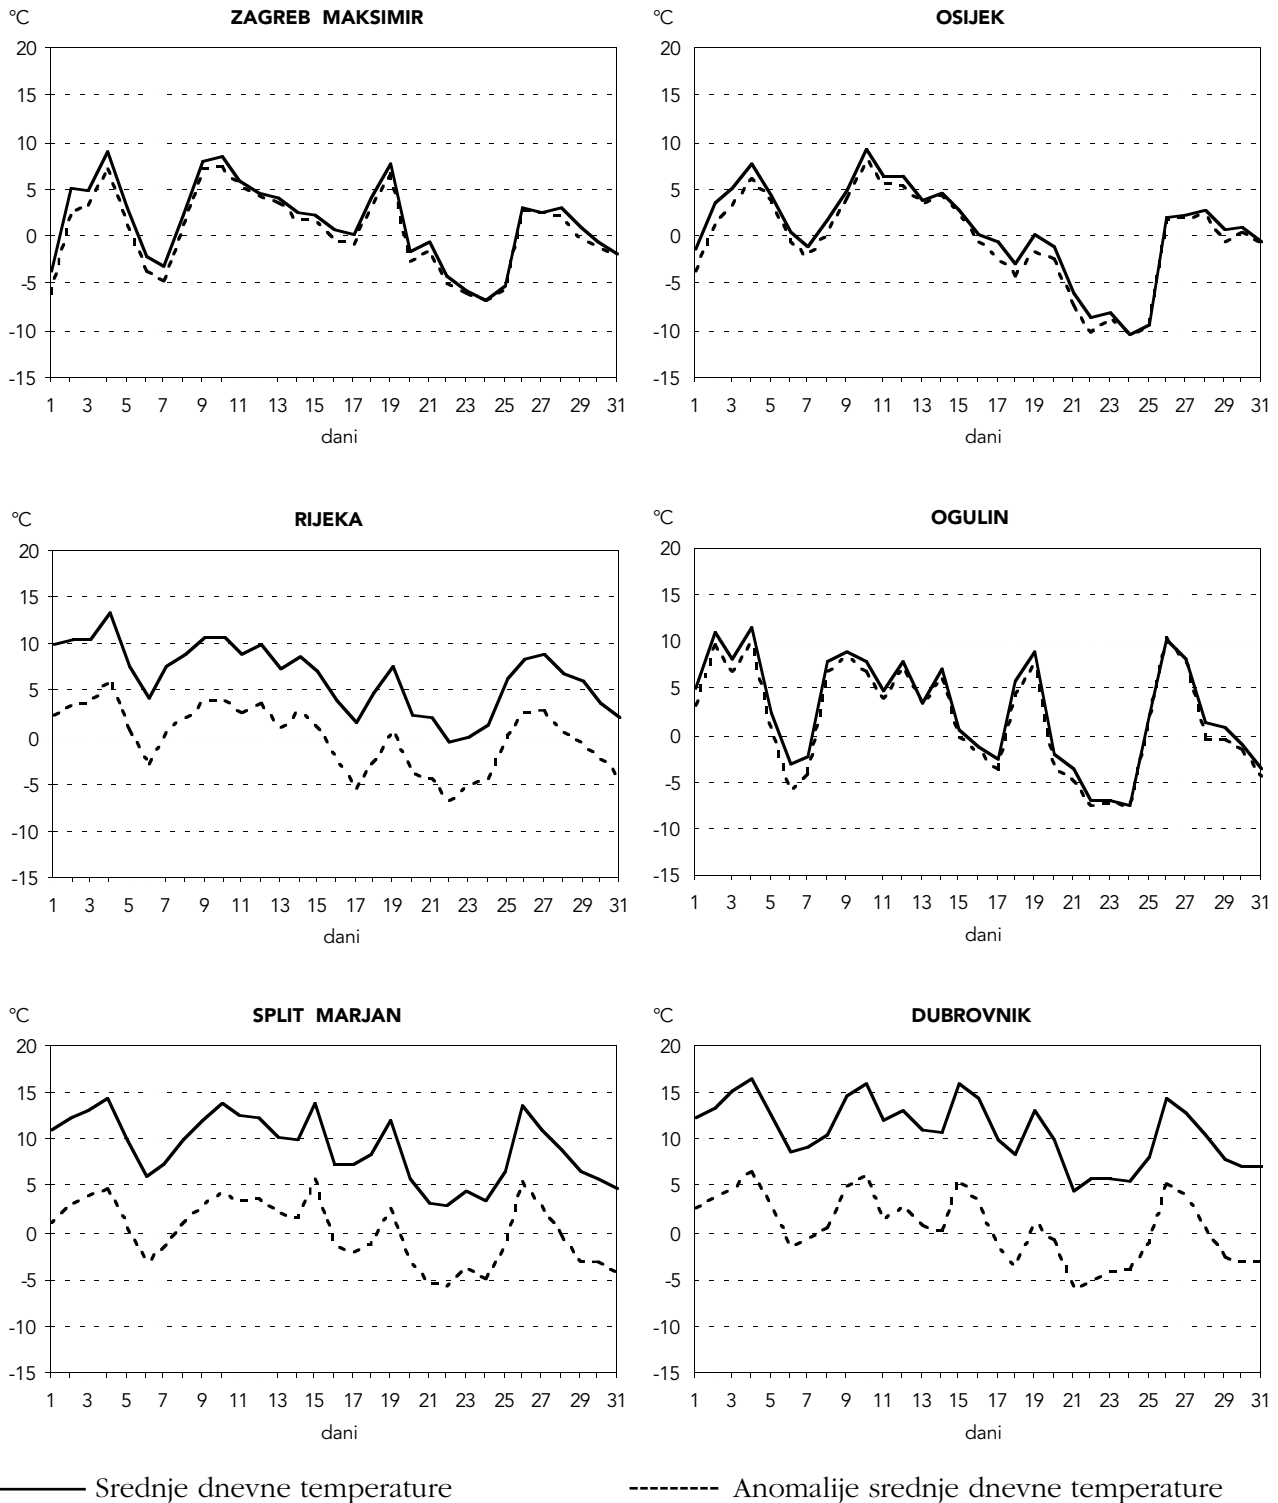 °C ZAGREB MAKSIMIR
20
15
10
5
0
-5
-10
-15
1 3 5 7 9 11 13 15 17 19 21 23 25 27 29 31
dani
°C OSIJEK
20
15
10
5
0
-5
-10
-15
1 3 5 7 9 11 13 15 17 19 21 23 25 27 29 31
dani
°C RIJEKA
20
15
10
5
0
-5
-10
-15
1 3 5 7 9 11 13 15 17 19 21 23 25 27 29 31
dani
°C OGULIN
20
15
10
5
0
-5
-10
-15
1 3 5 7 9 11 13 15 17 19 21 23 25 27 29 31
dani
°C SPLIT MARJAN
20
15
10
5
0
-5
-10
-15
1 3 5 7 9 11 13 15 17 19 21 23 25 27 29 31
dani
°C DUBROVNIK
20
15
10
5
0
-5
-10
-15
1 3 5 7 9 11 13 15 17 19 21 23 25 27 29 31
dani
Srednje dnevne temperature
Anomalije srednje dnevne temperature